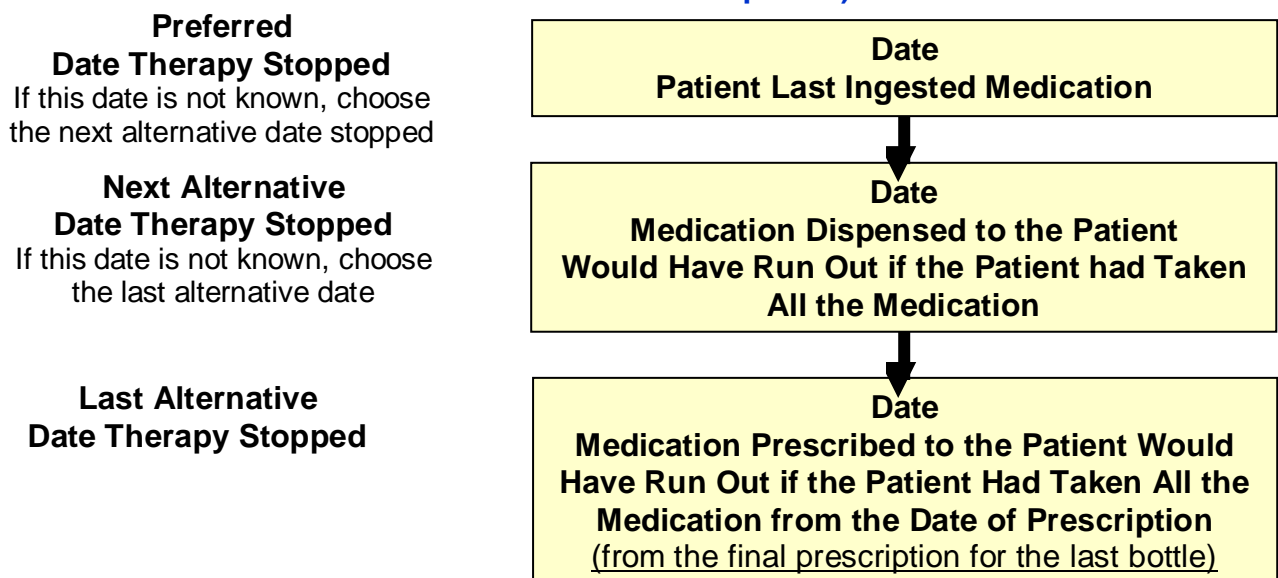 Preferred
Date Therapy Stopped
If this date is not known, choose
the next alternative date stopped
Date
Patient Last Ingested Medication
Next Alternative
Date Therapy Stopped
If this date is not known, choose
the last alternative date
Date
Medication Dispensed to the Patient
Would Have Run Out if the Patient had Taken
All the Medication
Last Alternative
Date Therapy Stopped
Date
Medication Prescribed to the Patient Would
Have Run Out if the Patient Had Taken All the
Medication from the Date of Prescription
(from the final prescription for the last bottle)